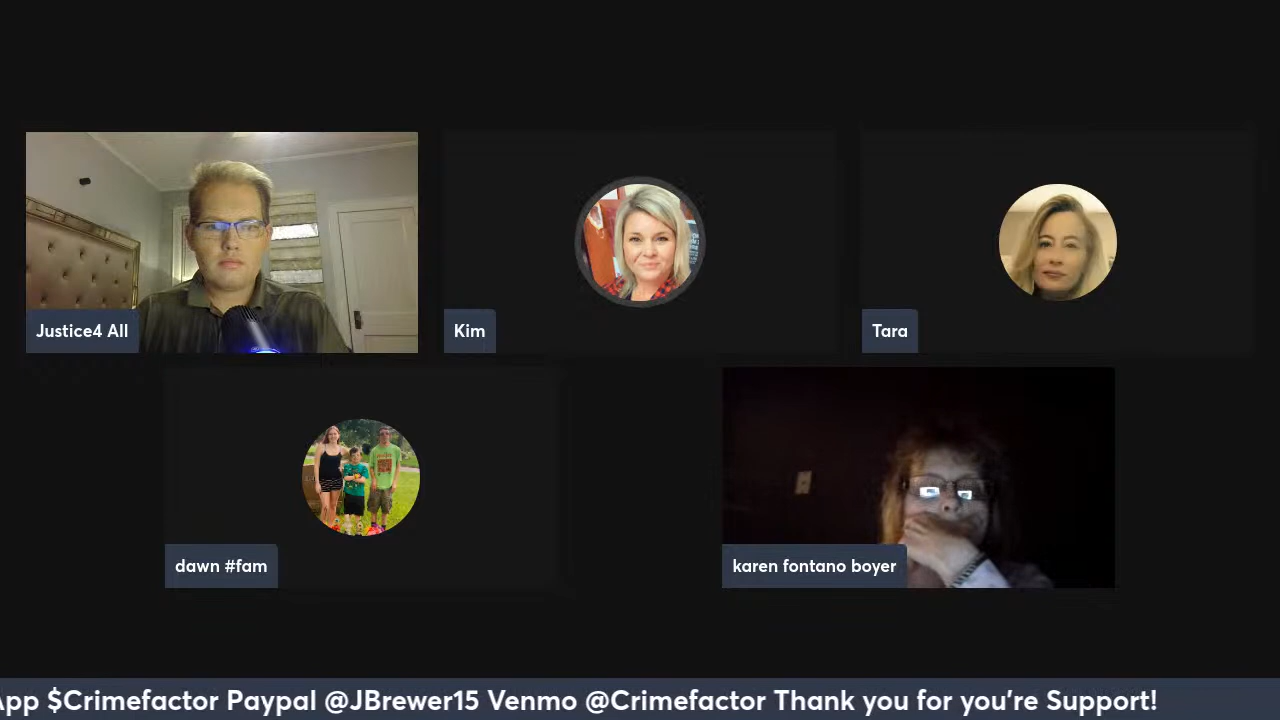 Justice4 All
Kim
Tara
dawn #fam
karen fontano boyer
App $Crimefactor Paypal @JBrewer15 Venmo @Crimefactor Thank you for you're Support!